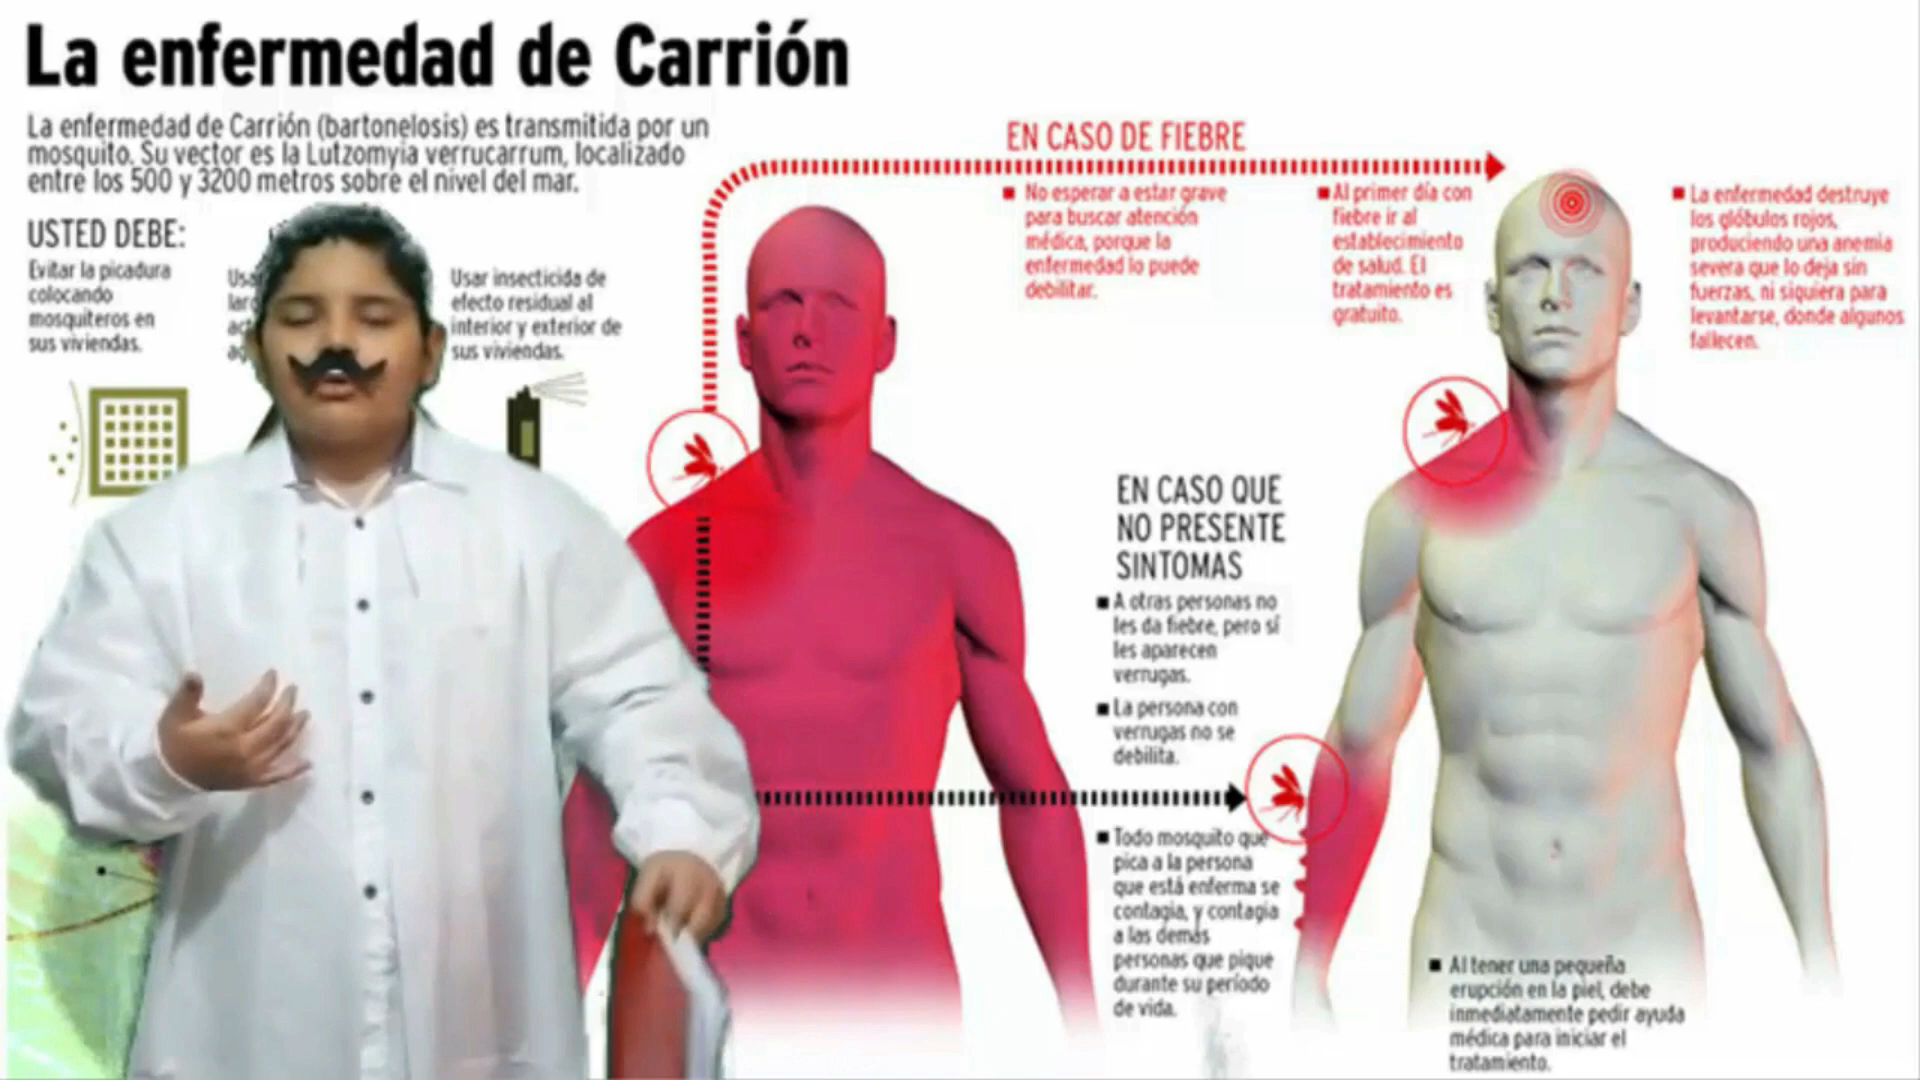 La enfermedad de Carrión
La enfermedad de Carrión (bartonelosis) es transmitida por un
mosquito. Su vector es la Lutzomyia verrucarrum, localizado
entre los 500 y 3200 metros sobre el nivel del mar.
USTED DEBE:
Evitar la picadura
colocando
mosquiteros en
sus viviendas.
Usar insecticida de
efecto residual al
interior y exterior de
sus viviendas.
EN CASO DE FIEBRE
■ No esperar a estar grave
para buscar atención
médica, porque la
enfermedad lo puede
debilitar.
■ Al primer día con
fiebre ir al
establecimiento
de salud. El
tratamiento es
gratuito.
■ La enfermedad destruye
los glóbulos rojos,
produciendo una anemia
severa que lo deja sin
fuerzas, ni siquiera para
levantarse, donde algunos
fallecen.
EN CASO QUE
NO PRESENTE
SINTOMAS
■ A otras personas no
les da fiebre, pero sí
les aparecen
verrugas.
■ La persona con
verrugas no se
debilita.
■ Todo mosquito que
pica a la persona
que está enferma se
contagia, y contagia
a las demás
personas que pique
durante su período
de vida.
■ Al tener una pequeña
erupción en la piel, debe
inmediatamente pedir ayuda
médica para iniciar el
tratamiento.